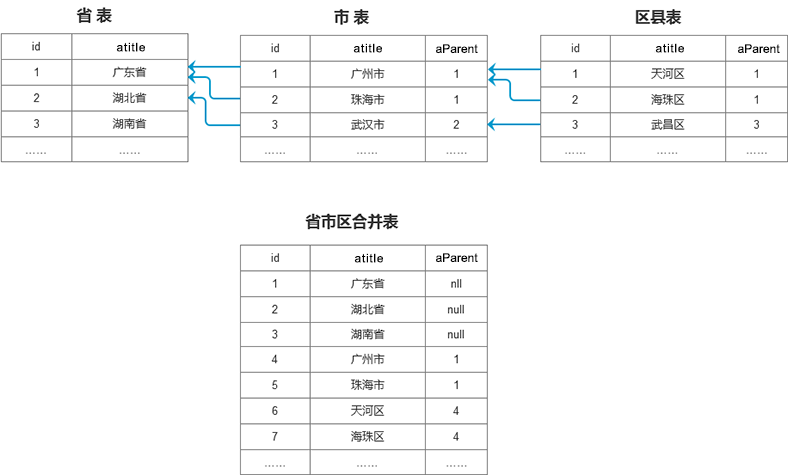 省 表
id atitle
1 广东省
2 湖北省
3 湖南省
…… ……
市 表
id atitle aParent
1 广州市 1
2 珠海市 1
3 武汉市 2
…… …… ……
区县表
id atitle aParent
1 天河区 1
2 海珠区 1
3 武昌区 3
…… …… ……
省市区合并表
id atitle aParent
1 广东省 nll
2 湖北省 null
3 湖南省 null
4 广州市 1
5 珠海市 1
6 天河区 4
7 海珠区 4
…… …… ……